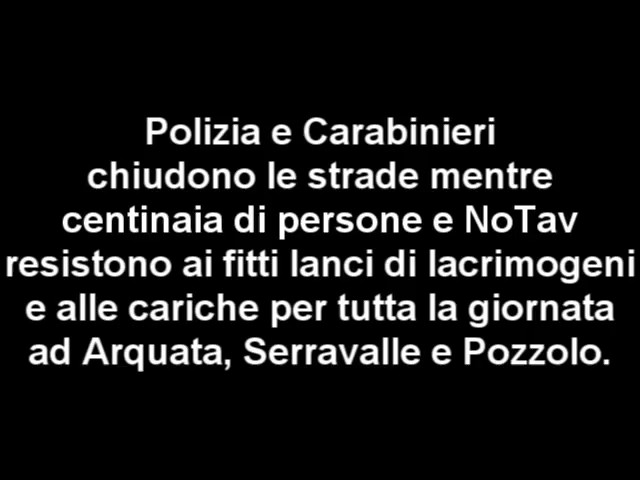 Polizia e Carabinieri
chiudono le strade mentre
centinaia di persone e NoTav
resistono ai fitti lanci di lacrimogeni
e alle cariche per tutta la giornata
ad Arquata, Serravalle e Pozzolo.